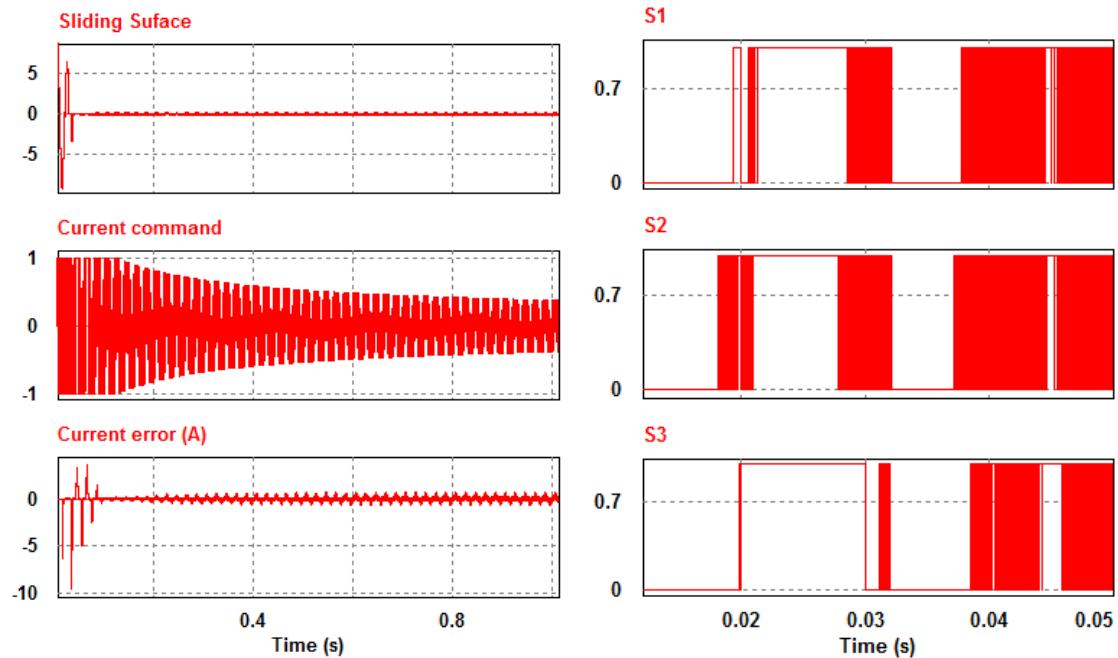 Sliding Suface
5
0
-5
Current command
1
0
-1
Current error (A)
0
-5
-10
0.4
0.8
Time (s)
S1
0.7
0
S2
0.7
0
S3
0.7
0
0.02
0.03
0.04
0.05
Time (s)